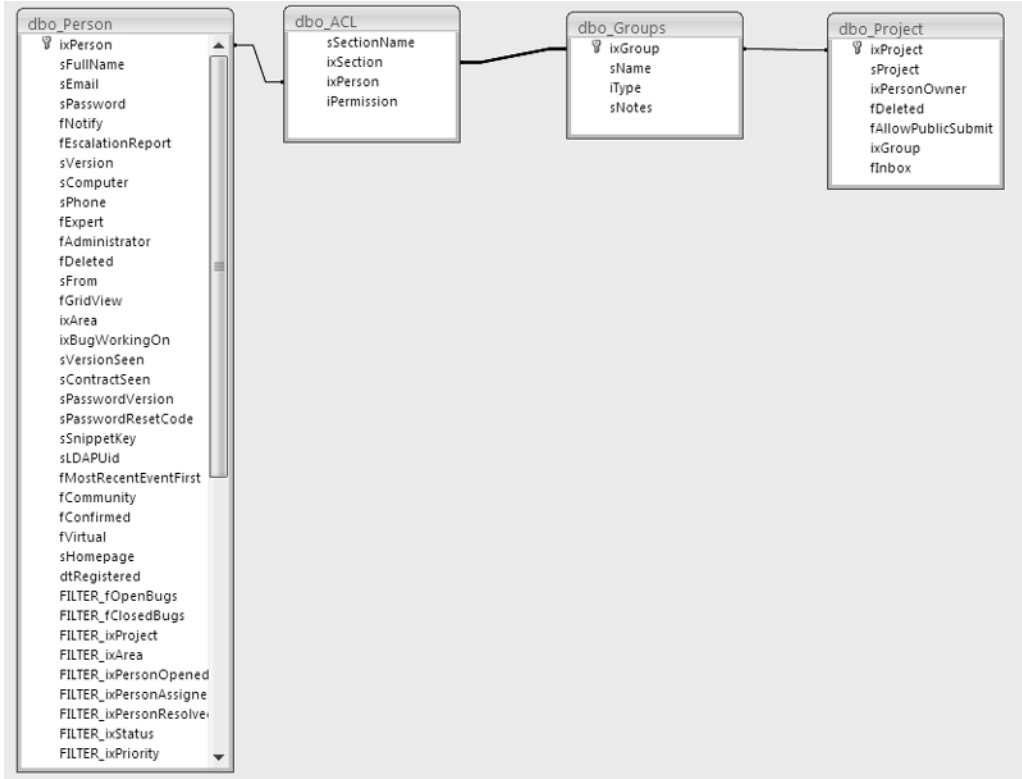 dbo_Person
ixPerson
sFullName
sEmail
sPassword
fNotify
fEscalationReport
sVersion
sComputer
sPhone
fExpert
fAdministrator
fDeleted
sFrom
fGridView
ixArea
ixBugWorkingOn
sVersionSeen
sContractSeen
sPasswordVersion
sPasswordResetCode
sSnippetKey
sLDAPUid
fMostRecentEventFirst
fCommunity
fConfirmed
fVirtual
sHomepage
dtRegistered
FILTER_fOpenBugs
FILTER_fClosedBugs
FILTER_ixProject
FILTER_ixArea
FILTER_ixPersonOpened
FILTER_ixPersonAssigne
FILTER_ixPersonResolve
FILTER_ixStatus
FILTER_ixPriority
dbo_ACL
sSectionName
ixSection
ixPerson
iPermission
dbo_Groups
ixGroup
sName
iType
sNotes
dbo_Project
ixProject
sProject
ixPersonOwner
fDeleted
fAllowPublicSubmit
ixGroup
fInbox